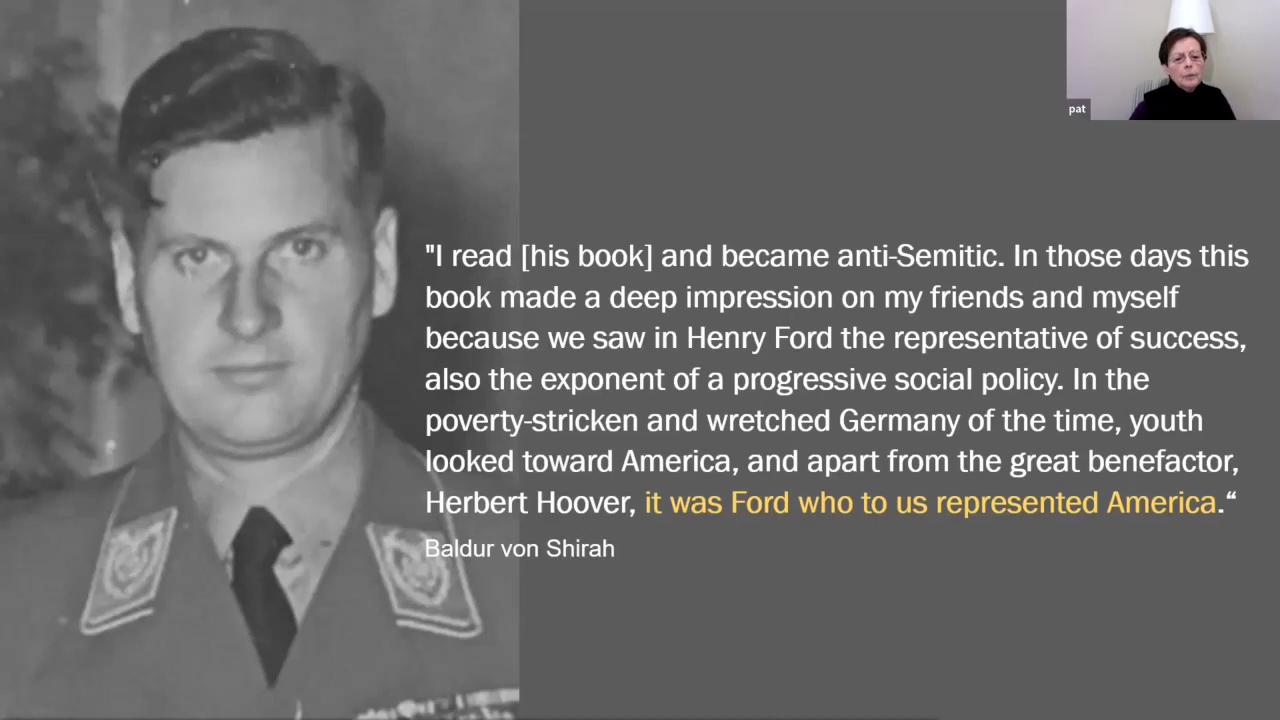 pat
"I read [his book] and became anti-Semitic. In those days this
book made a deep impression on my friends and myself
because we saw in Henry Ford the representative of success,
also the exponent of a progressive social policy. In the
poverty-stricken and wretched Germany of the time, youth
looked toward America, and apart from the great benefactor,
Herbert Hoover, it was Ford who to us represented America.“
Baldur von Shirah